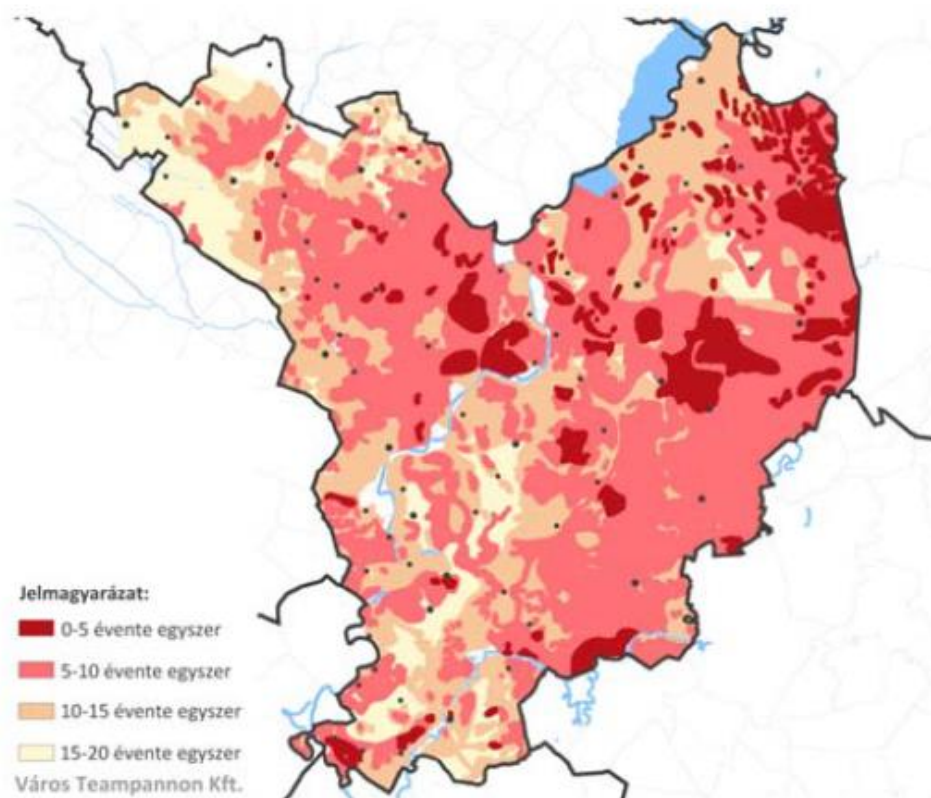 Jelmagyarázat:
0-5 évente egyszer
5-10 évente egyszer
10-15 évente egyszer
15-20 évente egyszer
Város Teampannon Kft.